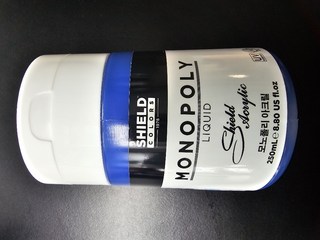 SHIELD
COLORS
1976
MONOPOLY
LIQUID
Shield
Acrylic
모노폴리 아크릴
250mL ℮ 8.80 US fl.oz